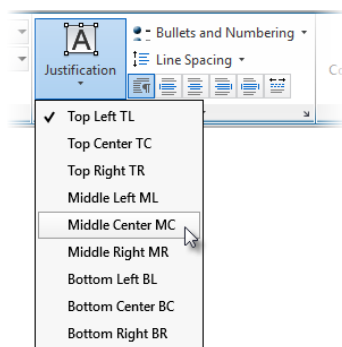 A
Bullets and Numbering
Line Spacing
Justification
Top Left TL
Top Center TC
Top Right TR
Middle Left ML
Middle Center MC
Middle Right MR
Bottom Left BL
Bottom Center BC
Bottom Right BR